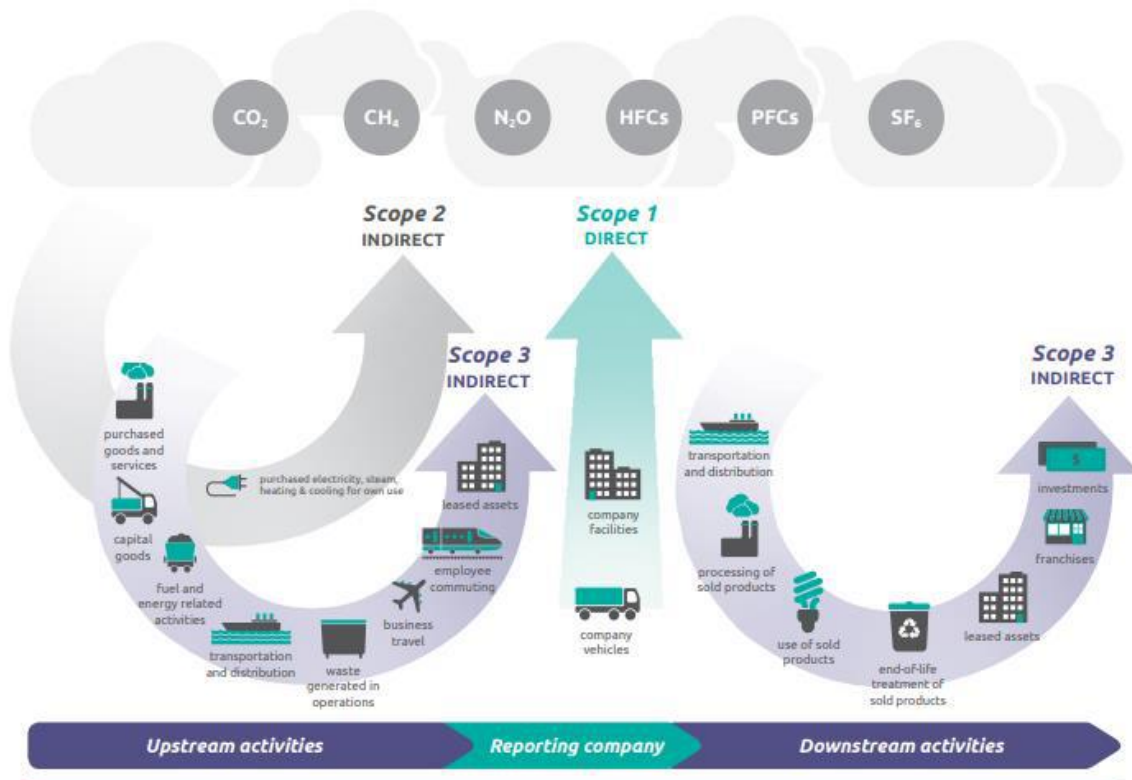 CO₂
CH₄
N₂O
HFCs
PFCs
SF₆
Scope 2
INDIRECT
Scope 1
DIRECT
Scope 3
INDIRECT
Scope 3
INDIRECT
purchased
goods and
services
capital
goods
fuel and
energy related
activities
transportation
and distribution
waste
generated in
operations
business
travel
employee
commuting
leased assets
purchased electricity, steam,
heating & cooling for own use
company
facilities
company
vehicles
transportation
and distribution
processing of
sold products
use of sold
products
end-of-life
treatment of
sold products
leased assets
franchises
$
investments
Upstream activities
Reporting company
Downstream activities